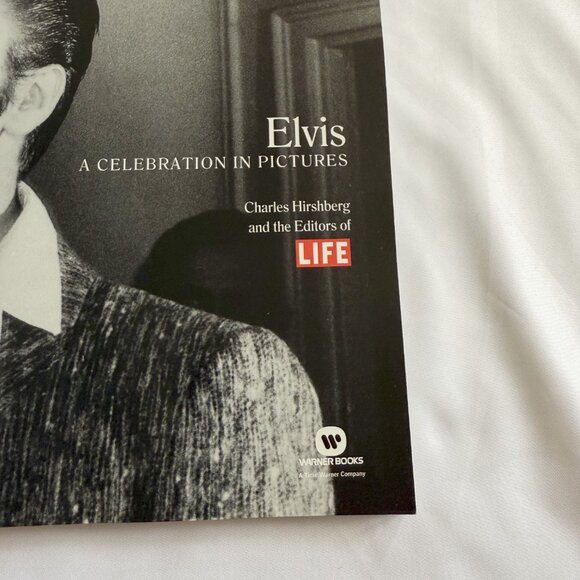 Elvis
A CELEBRATION IN PICTURES
Charles Hirshberg
and the Editors of
LIFE
WARNER BOOKS
A Time Warner Company